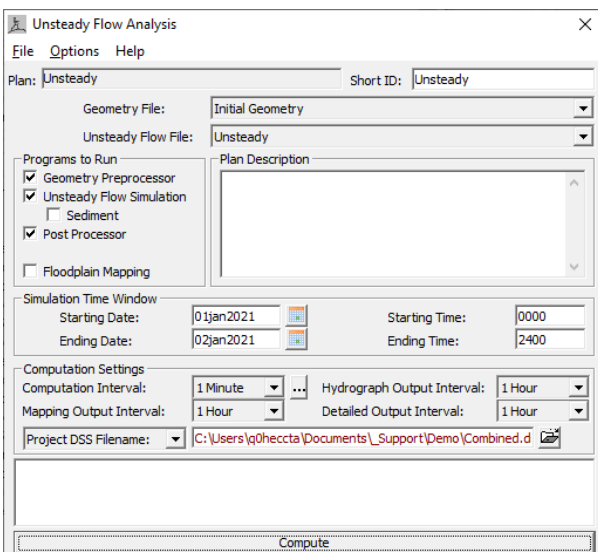 Unsteady Flow Analysis
File Options Help
Plan: Unsteady Short ID: Unsteady
Geometry File: Initial Geometry
Unsteady Flow File: Unsteady
Programs to Run Plan Description
Geometry Preprocessor
Unsteady Flow Simulation
Sediment
Post Processor
Floodplain Mapping
Simulation Time Window
Starting Date: 01jan2021 Starting Time: 0000
Ending Date: 02jan2021 Ending Time: 2400
Computation Settings
Computation Interval: 1 Minute ... Hydrograph Output Interval: 1 Hour
Mapping Output Interval: 1 Hour Detailed Output Interval: 1 Hour
Project DSS Filename: C:\Users\q0heccta\Documents\_Support\Demo\Combined.d
Compute